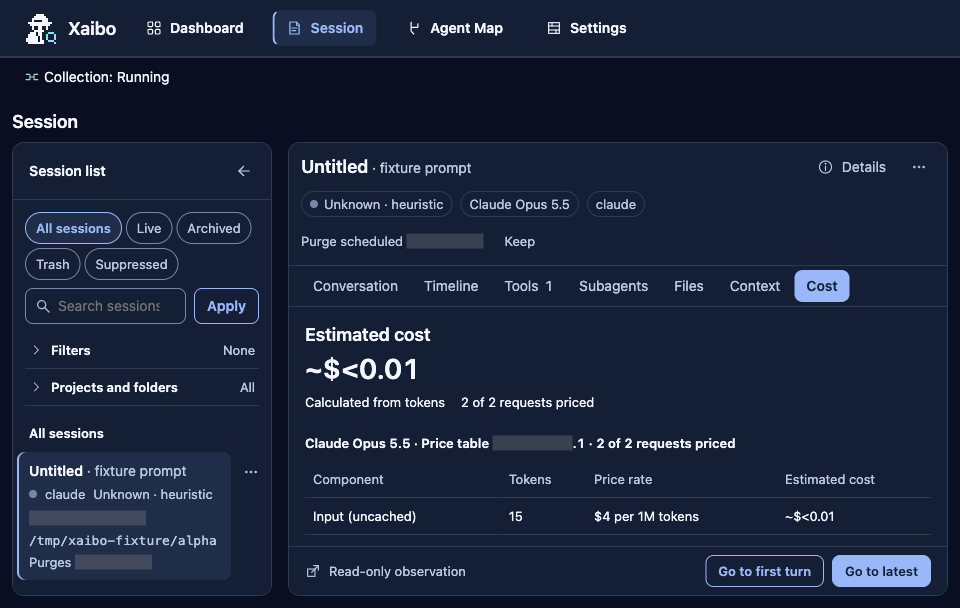 Xaibo
Dashboard
Session
Agent Map
Settings
Collection: Running
Session
Session list
All sessions
Live
Archived
Trash
Suppressed
Search sessions
Apply
Filters None
Projects and folders All
All sessions
Untitled · fixture prompt
claude Unknown · heuristic
/tmp/xaibo-fixture/alpha
Purges
Untitled · fixture prompt
Details
Unknown · heuristic
Claude Opus 5.5
claude
Purge scheduled
Keep
Conversation
Timeline
Tools 1
Subagents
Files
Context
Cost
Estimated cost
~$<0.01
Calculated from tokens 2 of 2 requests priced
Claude Opus 5.5 · Price table .1 · 2 of 2 requests priced
Component Tokens Price rate Estimated cost
Input (uncached) 15 $4 per 1M tokens ~$<0.01
Read-only observation
Go to first turn
Go to latest